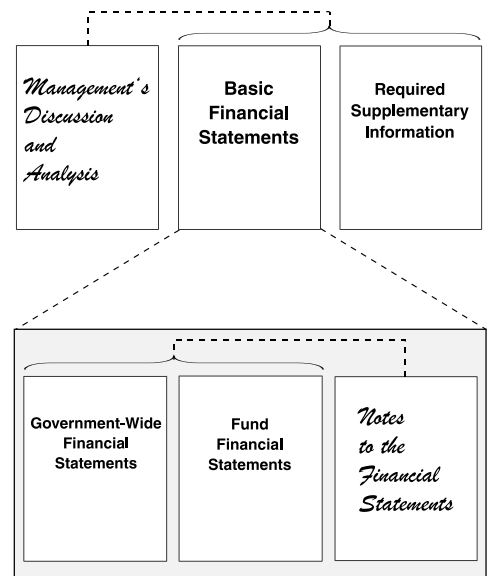 Management's
Discussion
and
Analysis
Basic
Financial
Statements
Required
Supplementary
Information
Government-Wide
Financial
Statements
Fund
Financial
Statements
Notes
to the
Financial
Statements